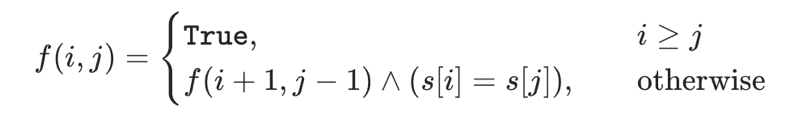 f(i, j) = { True, i ≥ j
f(i + 1, j − 1) ∧ (s[i] = s[j]), otherwise